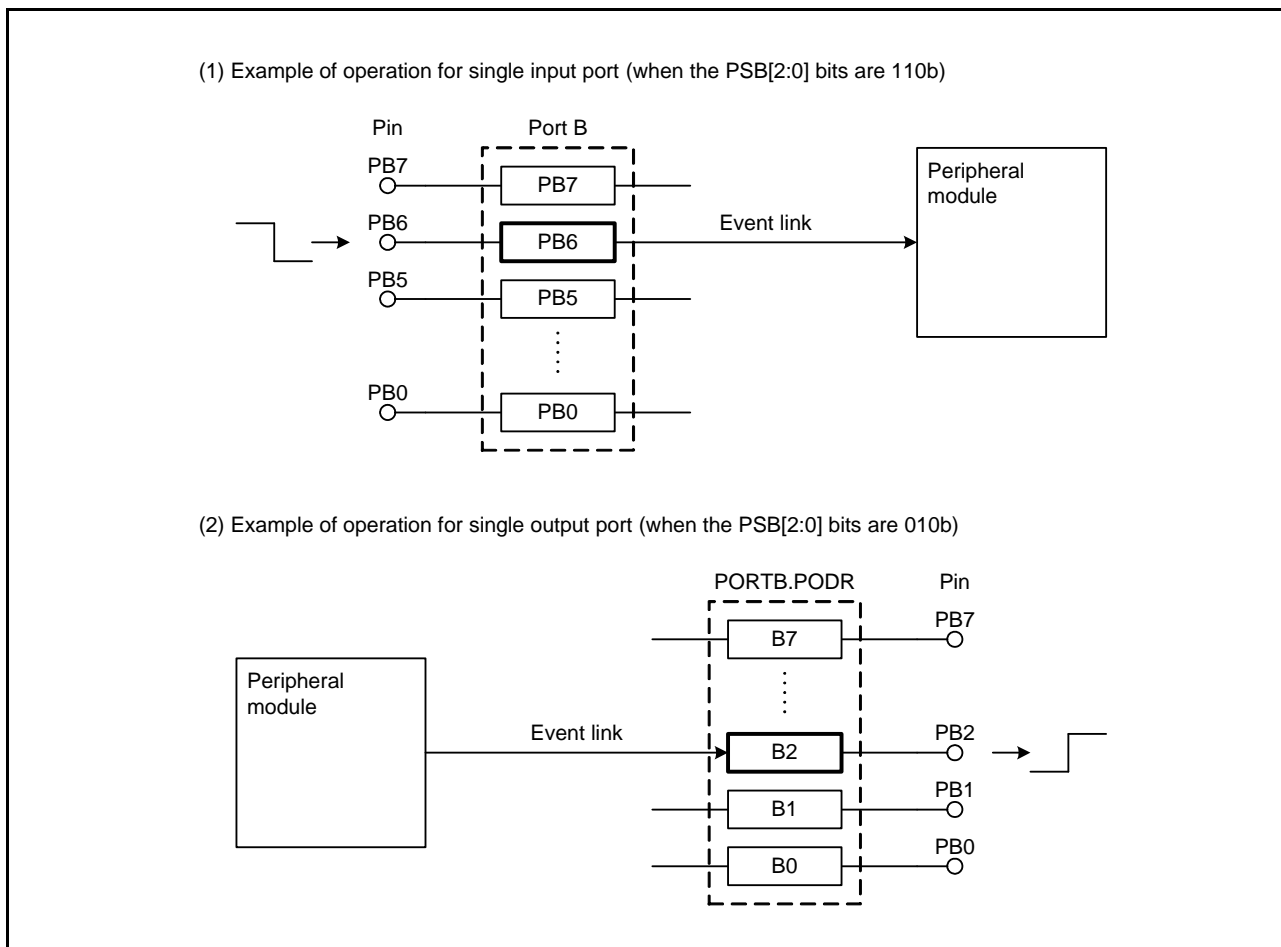 (1) Example of operation for single input port (when the PSB[2:0] bits are 110b)
Pin
Port B
PB7
PB7
Peripheral
module
PB6
PB6
Event link
PB5
PB5
PB0
PB0
(2) Example of operation for single output port (when the PSB[2:0] bits are 010b)
PORTB.PODR
Pin
B7
PB7
Peripheral
module
Event link
B2
PB2
B1
PB1
B0
PB0